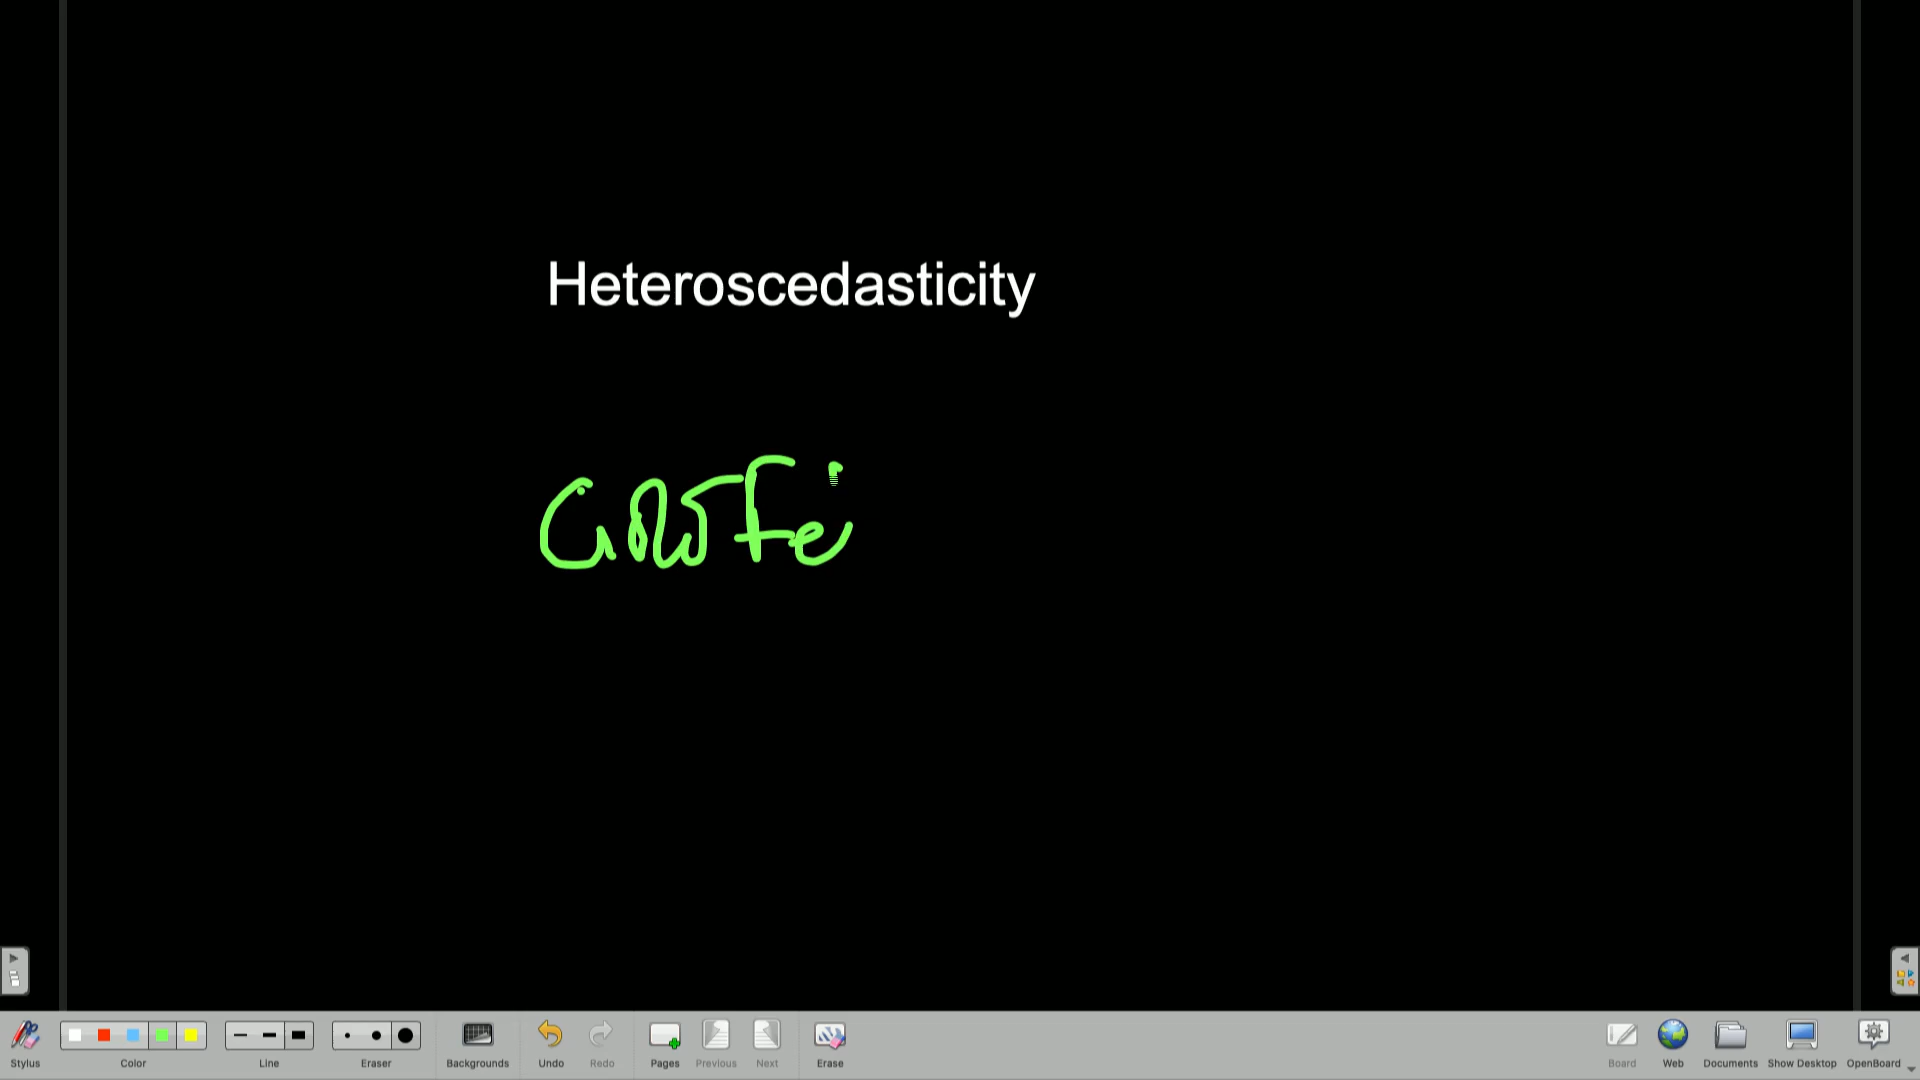 Heteroscedasticity
Stylus
Color
Line
Eraser
Backgrounds
Undo
Redo
Pages
Previous
Next
Erase
Board
Web
Documents
Show Desktop
OpenBoard